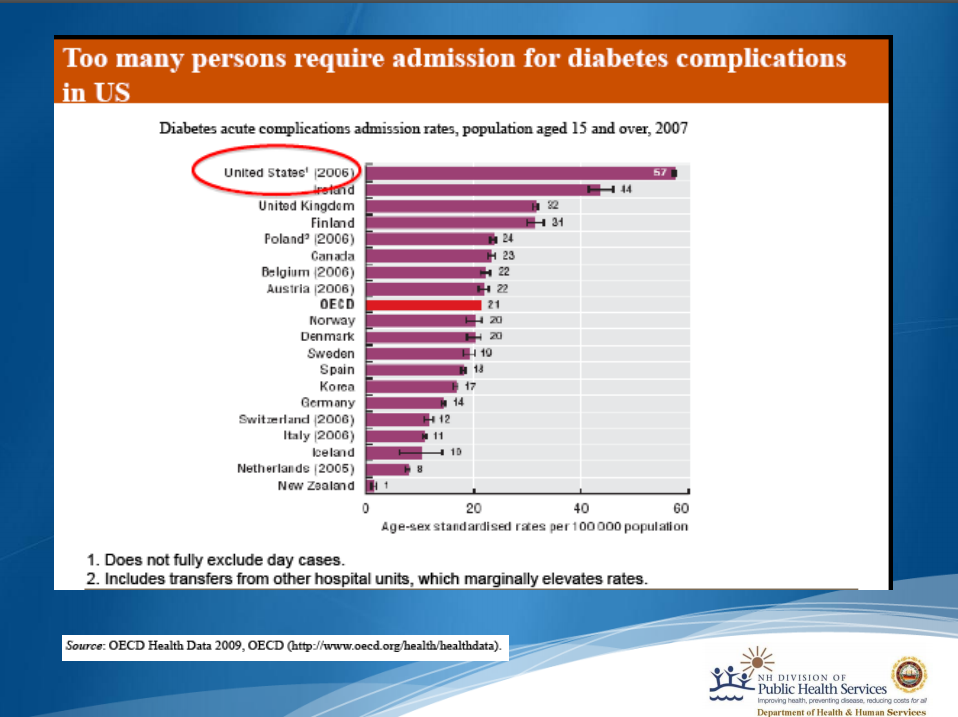 Too many persons require admission for diabetes complications
in US
Diabetes acute complications admission rates, population aged 15 and over, 2007
United States¹ (2006) 57
Ireland 44
United Kingdom 32
Finland 31
Poland² (2006) 24
Canada 23
Belgium (2006) 22
Austria (2006) 22
OECD 21
Norway 20
Denmark 20
Sweden 19
Spain 18
Korea 17
Germany 14
Switzerland (2006) 12
Italy (2006) 11
Iceland 10
Netherlands (2005) 8
New Zealand 1
0 20 40 60
Age-sex standardised rates per 100 000 population
1. Does not fully exclude day cases.
2. Includes transfers from other hospital units, which marginally elevates rates.
Source: OECD Health Data 2009, OECD (http://www.oecd.org/health/healthdata).
NH DIVISION OF
Public Health Services
Improving health, preventing disease, reducing costs for all
Department of Health & Human Services